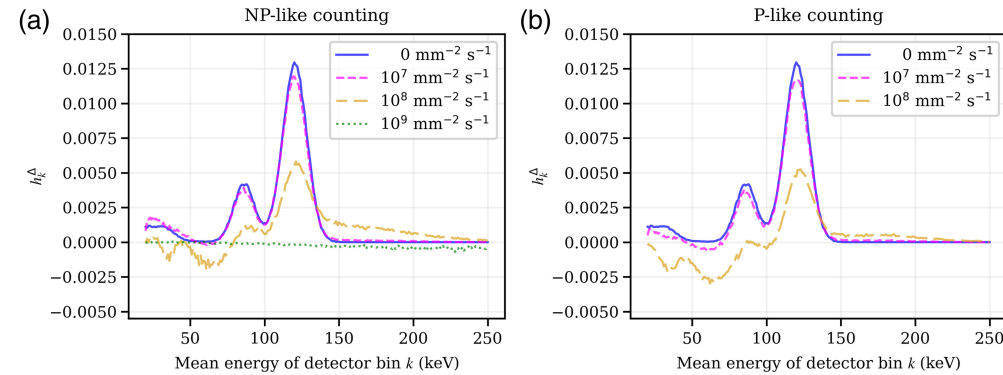 (a)
NP-like counting
0.0150
0.0125
0.0100
0.0075
0.0050
0.0025
0.0000
−0.0025
−0.0050
h_k^Δ
0 mm⁻² s⁻¹
10⁷ mm⁻² s⁻¹
10⁸ mm⁻² s⁻¹
10⁹ mm⁻² s⁻¹
50 100 150 200 250
Mean energy of detector bin k (keV)
(b)
P-like counting
0.0150
0.0125
0.0100
0.0075
0.0050
0.0025
0.0000
−0.0025
−0.0050
h_k^Δ
0 mm⁻² s⁻¹
10⁷ mm⁻² s⁻¹
10⁸ mm⁻² s⁻¹
50 100 150 200 250
Mean energy of detector bin k (keV)